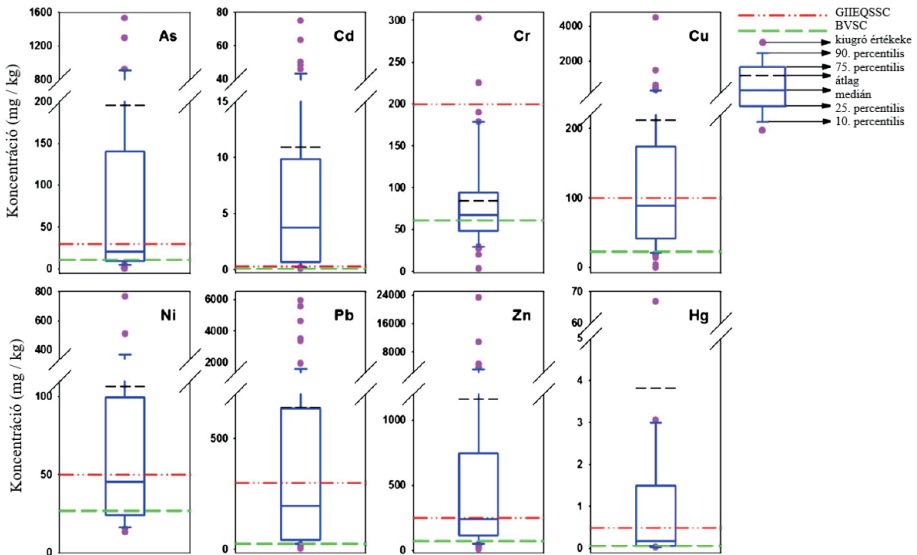 As
Koncentráció (mg / kg)
1600
1200
800
200
150
100
50
0
Cd
80
60
40
15
10
5
0
Cr
300
250
200
150
100
50
0
Cu
4000
2000
200
100
0
GIIEQSSC
BVSC
kiugró értékeke
90. percentilis
75. percentilis
átlag
medián
25. percentilis
10. percentilis
Ni
Koncentráció (mg / kg)
800
600
400
100
50
0
Pb
6000
4000
2000
500
0
Zn
24000
16000
8000
1000
500
0
Hg
70
60
5
4
3
2
1
0